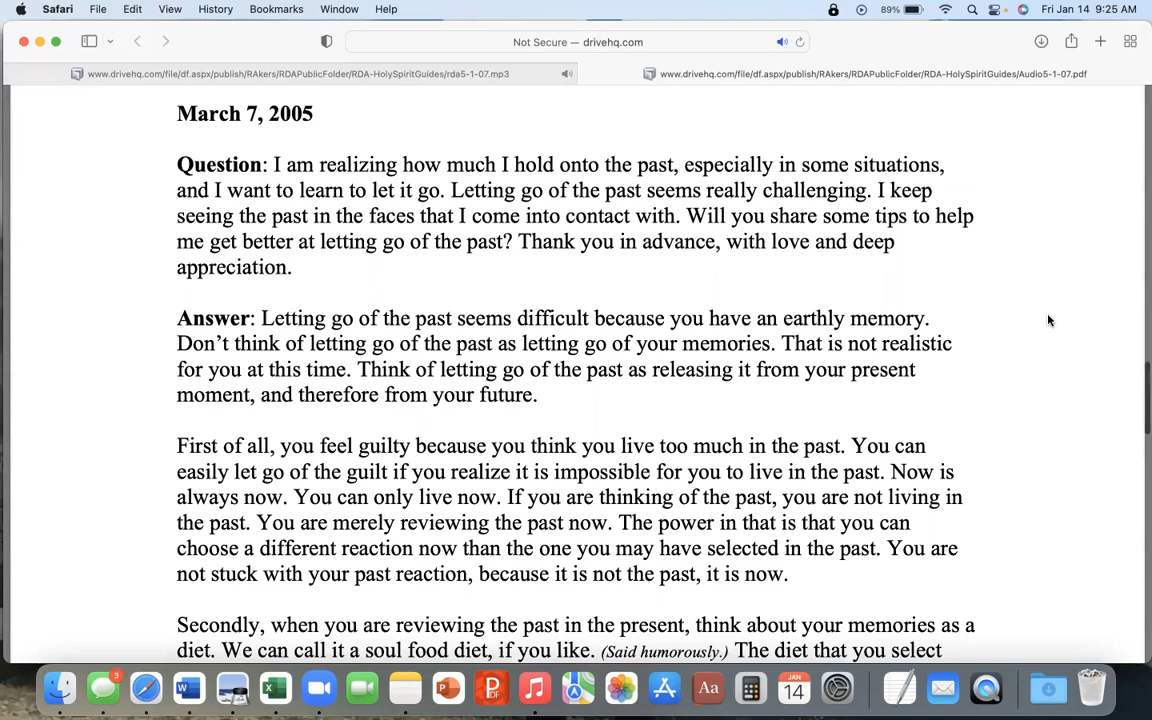 Safari File Edit View History Bookmarks Window Help 89% Fri Jan 14 9:25 AM
Not Secure — drivehq.com
www.drivehq.com/file/df.aspx/publish/RAkers/RDAPublicFolder/RDA-HolySpiritGuides/rda5-1-07.mp3
www.drivehq.com/file/df.aspx/publish/RAkers/RDAPublicFolder/RDA-HolySpiritGuides/Audio5-1-07.pdf
March 7, 2005
Question: I am realizing how much I hold onto the past, especially in some situations,
and I want to learn to let it go. Letting go of the past seems really challenging. I keep
seeing the past in the faces that I come into contact with. Will you share some tips to help
me get better at letting go of the past? Thank you in advance, with love and deep
appreciation.
Answer: Letting go of the past seems difficult because you have an earthly memory.
Don’t think of letting go of the past as letting go of your memories. That is not realistic
for you at this time. Think of letting go of the past as releasing it from your present
moment, and therefore from your future.
First of all, you feel guilty because you think you live too much in the past. You can
easily let go of the guilt if you realize it is impossible for you to live in the past. Now is
always now. You can only live now. If you are thinking of the past, you are not living in
the past. You are merely reviewing the past now. The power in that is that you can
choose a different reaction now than the one you may have selected in the past. You are
not stuck with your past reaction, because it is not the past, it is now.
Secondly, when you are reviewing the past in the present, think about your memories as a
diet. We can call it a soul food diet, if you like. (Said humorously.) The diet that you select
3
W
X
P
Aa
JAN
14